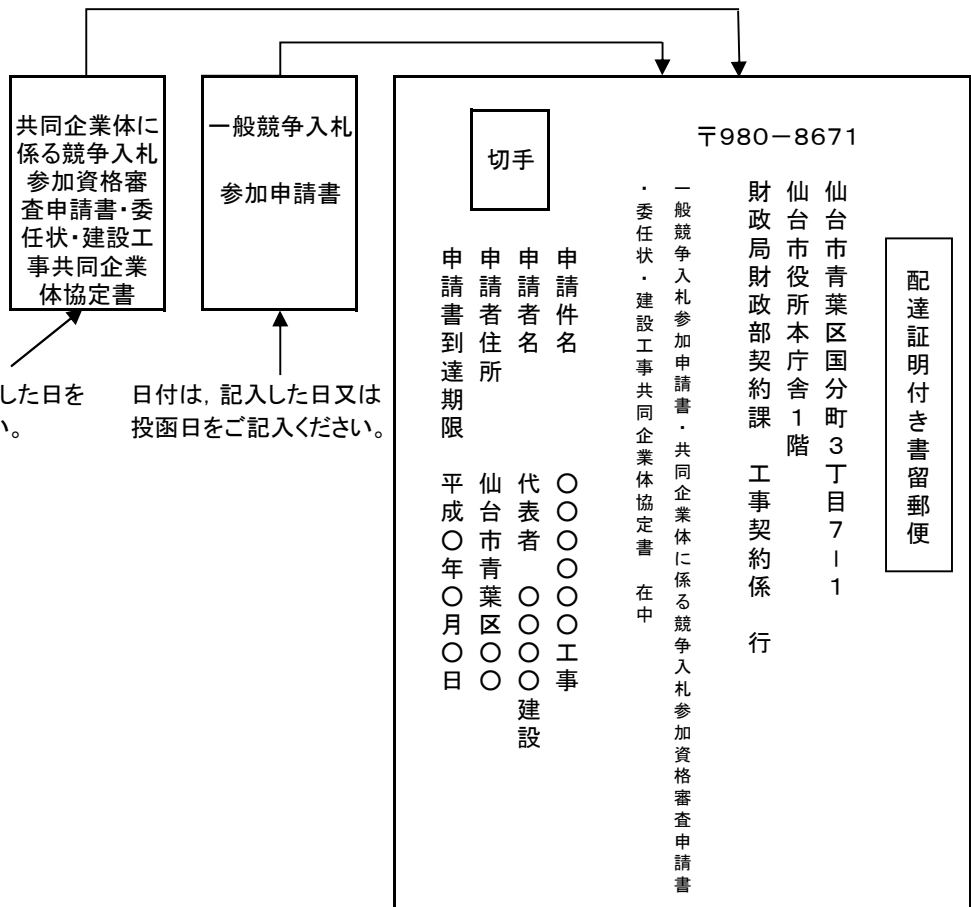 共同企業体に
係る競争入札
参加資格審
査申請書・委
任状・建設工
事共同企業
体協定書
一般競争入札
参加申請書
した日を
い。
日付は，記入した日又は
投函日をご記入ください。
切手
〒980－8671
配達証明付き書留郵便
仙台市青葉区国分町3丁目7－1
仙台市役所本庁舎1階
財政局財政部契約課　工事契約係　行
一般競争入札参加申請書・共同企業体に係る競争入札参加資格審査申請書
・委任状・建設工事共同企業体協定書　在中
申請件名　〇〇〇〇〇〇工事
申請者名　代表者　〇〇〇〇建設
申請者住所　仙台市青葉区〇〇
申請書到達期限　平成〇年〇月〇日